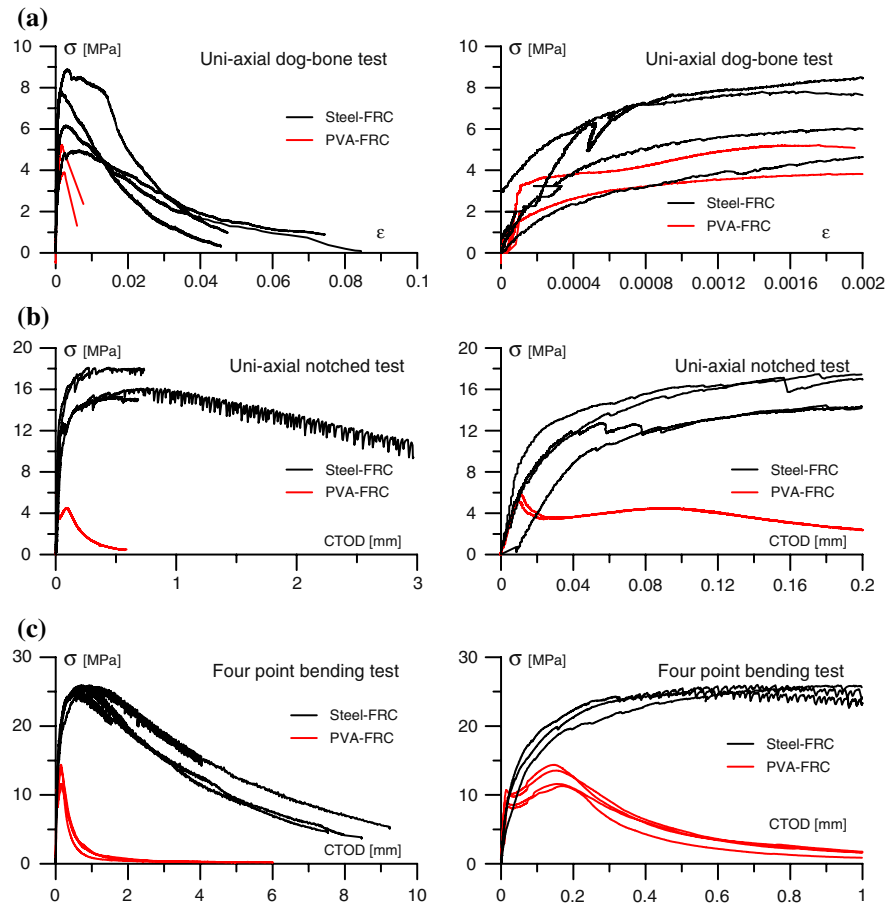 (a)
σ [MPa]
Uni-axial dog-bone test
Steel-FRC
PVA-FRC
10
8
6
4
2
0
ε
0
0.02
0.04
0.06
0.08
0.1
σ [MPa]
Uni-axial dog-bone test
Steel-FRC
PVA-FRC
10
8
6
4
2
0
ε
0
0.0004
0.0008
0.0012
0.0016
0.002
(b)
σ [MPa]
Uni-axial notched test
Steel-FRC
PVA-FRC
20
16
12
8
4
0
CTOD [mm]
0
1
2
3
σ [MPa]
Uni-axial notched test
Steel-FRC
PVA-FRC
20
16
12
8
4
0
CTOD [mm]
0
0.04
0.08
0.12
0.16
0.2
(c)
σ [MPa]
Four point bending test
Steel-FRC
PVA-FRC
30
25
20
15
10
5
0
CTOD [mm]
0
2
4
6
8
10
σ [MPa]
Four point bending test
Steel-FRC
PVA-FRC
30
20
10
0
CTOD [mm]
0
0.2
0.4
0.6
0.8
1